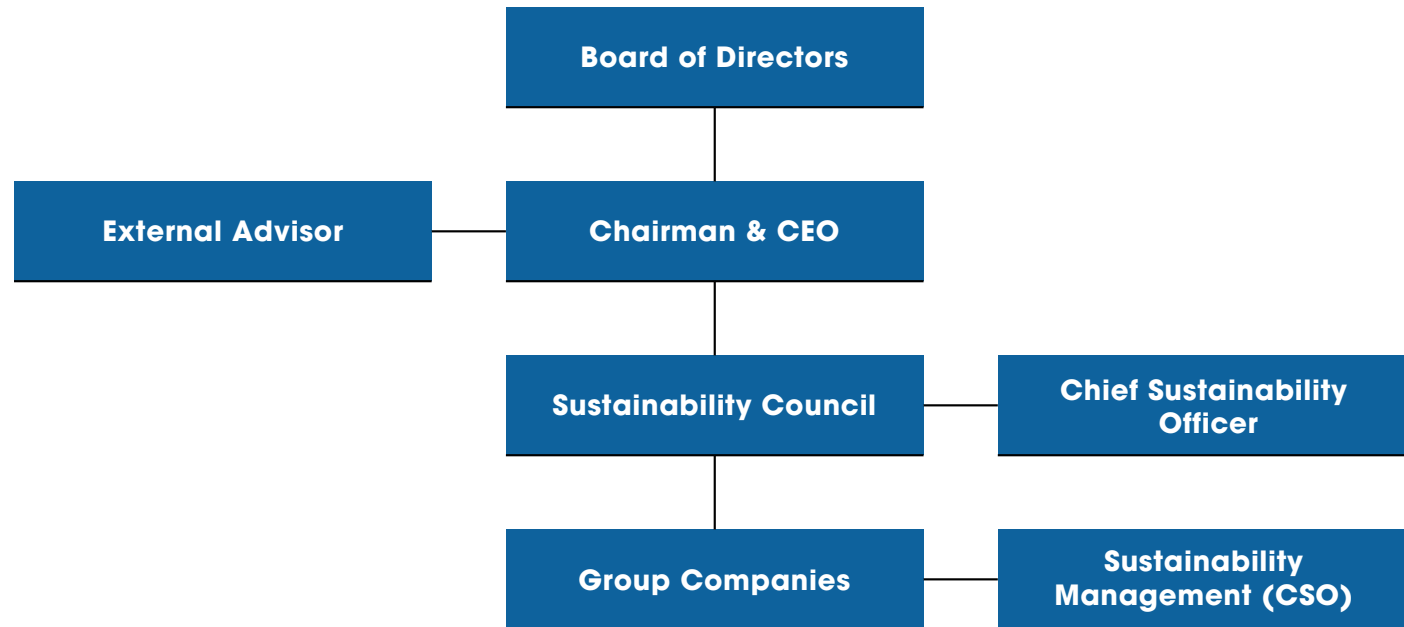 Board of Directors
External Advisor
Chairman & CEO
Sustainability Council
Chief Sustainability
Officer
Group Companies
Sustainability
Management (CSO)